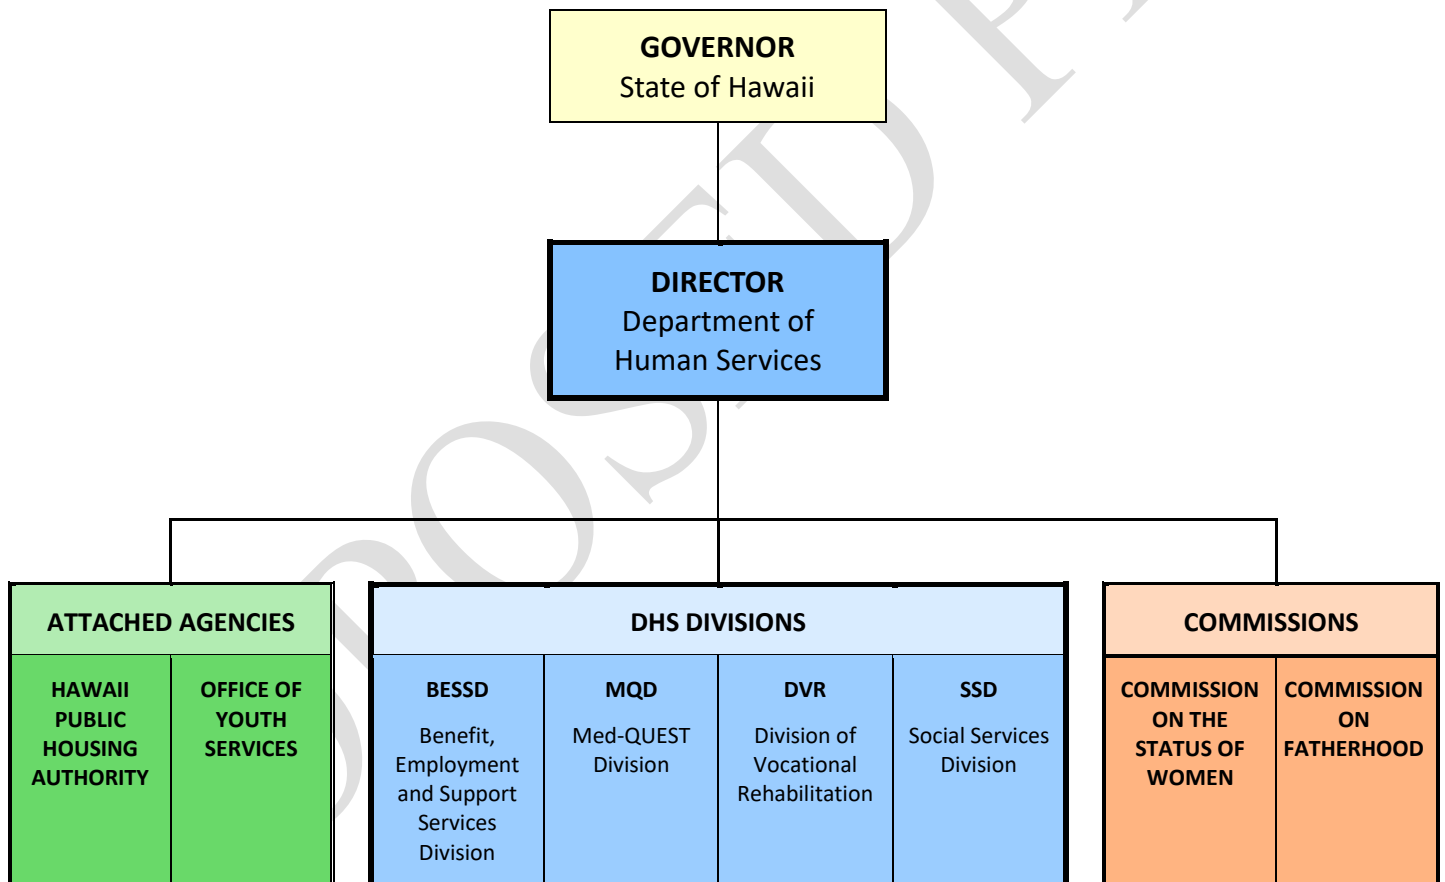 GOVERNOR
State of Hawaii
DIRECTOR
Department of
Human Services
ATTACHED AGENCIES
HAWAII
PUBLIC
HOUSING
AUTHORITY
OFFICE OF
YOUTH
SERVICES
DHS DIVISIONS
BESSD
Benefit,
Employment
and Support
Services
Division
MQD
Med-QUEST
Division
DVR
Division of
Vocational
Rehabilitation
SSD
Social Services
Division
COMMISSIONS
COMMISSION
ON THE
STATUS OF
WOMEN
COMMISSION
ON
FATHERHOOD